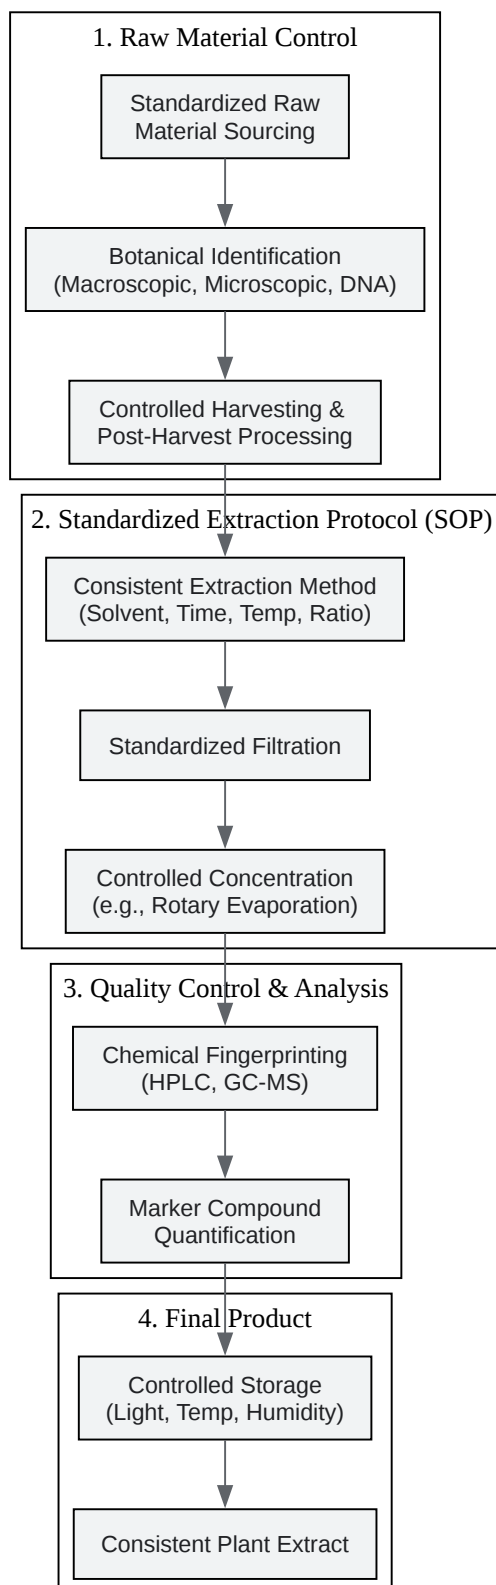 1. Raw Material Control
Standardized Raw
Material Sourcing
Botanical Identification
(Macroscopic, Microscopic, DNA)
Controlled Harvesting &
Post-Harvest Processing
2. Standardized Extraction Protocol (SOP)
Consistent Extraction Method
(Solvent, Time, Temp, Ratio)
Standardized Filtration
Controlled Concentration
(e.g., Rotary Evaporation)
3. Quality Control & Analysis
Chemical Fingerprinting
(HPLC, GC-MS)
Marker Compound
Quantification
4. Final Product
Controlled Storage
(Light, Temp, Humidity)
Consistent Plant Extract